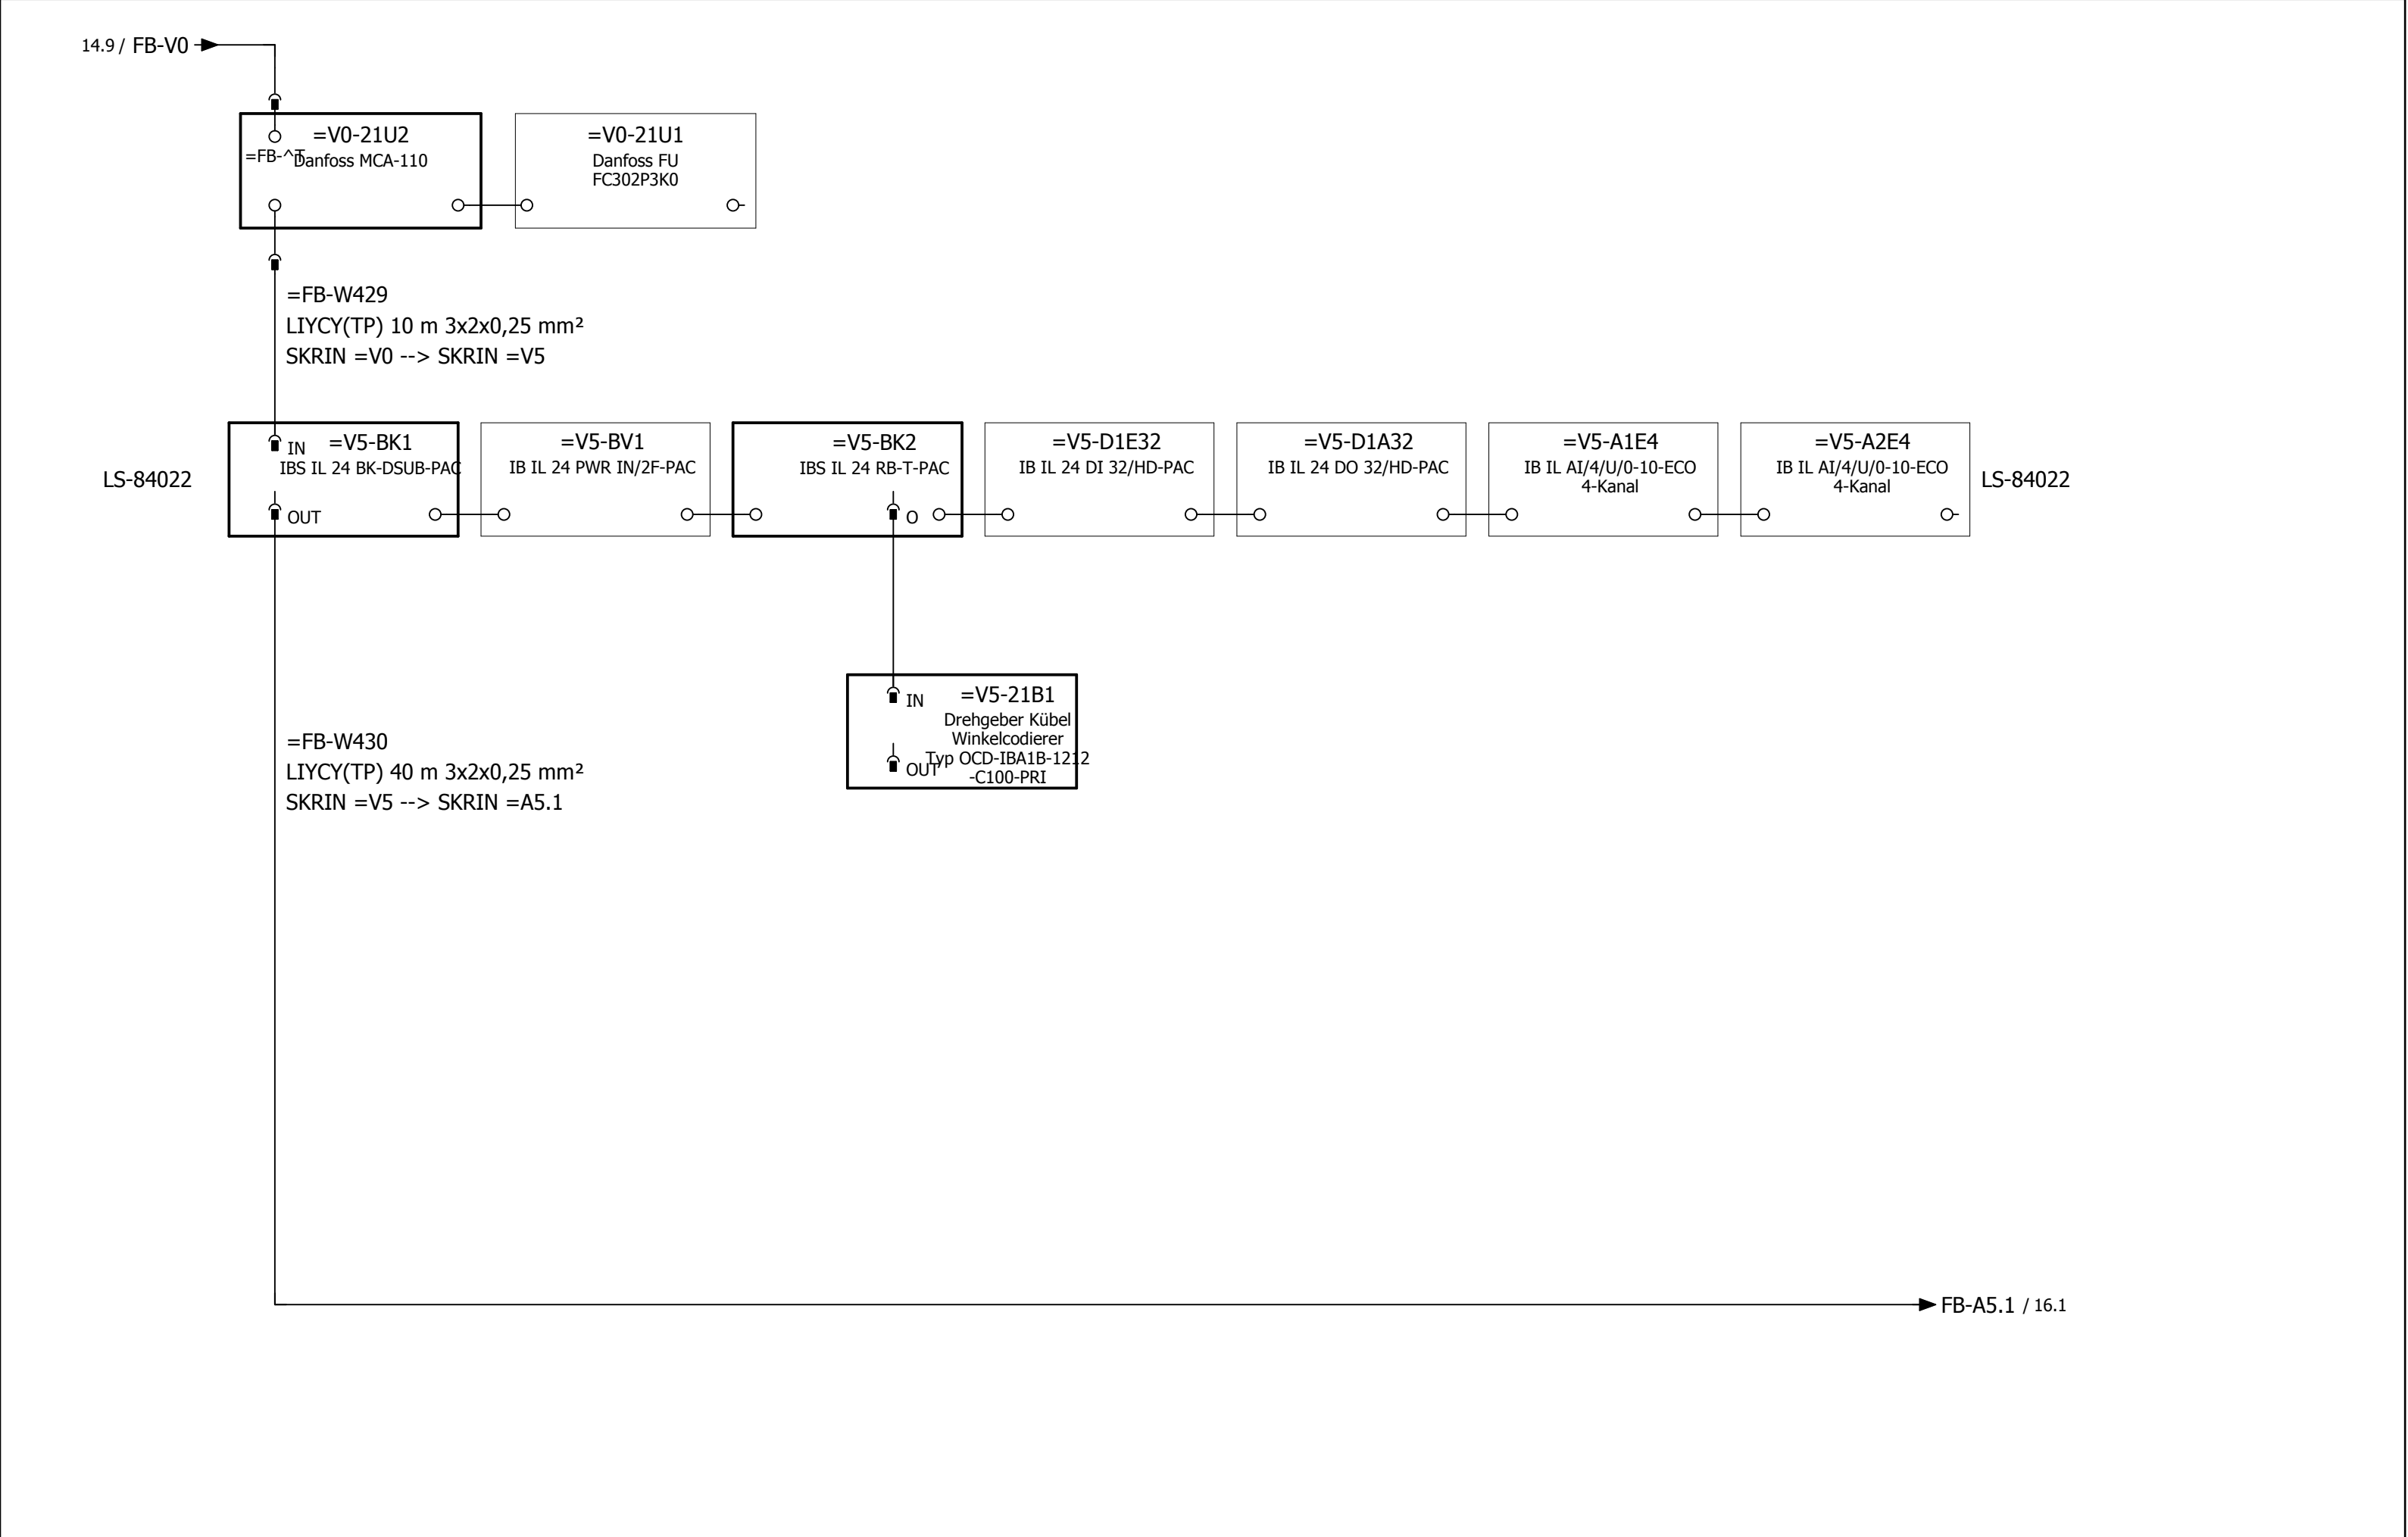 14.9 / FB-V0
=V0-21U2
=FB-^T
Danfoss MCA-110
=V0-21U1
Danfoss FU
FC302P3K0
=FB-W429
LIYCY(TP) 10 m 3x2x0,25 mm²
SKRIN =V0 --> SKRIN =V5
LS-84022
IN
=V5-BK1
IBS IL 24 BK-DSUB-PAC
OUT
=V5-BV1
IB IL 24 PWR IN/2F-PAC
=V5-BK2
IBS IL 24 RB-T-PAC
O
=V5-D1E32
IB IL 24 DI 32/HD-PAC
=V5-D1A32
IB IL 24 DO 32/HD-PAC
=V5-A1E4
IB IL AI/4/U/0-10-ECO
4-Kanal
=V5-A2E4
IB IL AI/4/U/0-10-ECO
4-Kanal
LS-84022
IN
=V5-21B1
Drehgeber Kübel
Winkelcodierer
Typ OCD-IBA1B-1212
-C100-PRI
OUT
=FB-W430
LIYCY(TP) 40 m 3x2x0,25 mm²
SKRIN =V5 --> SKRIN =A5.1
FB-A5.1 / 16.1